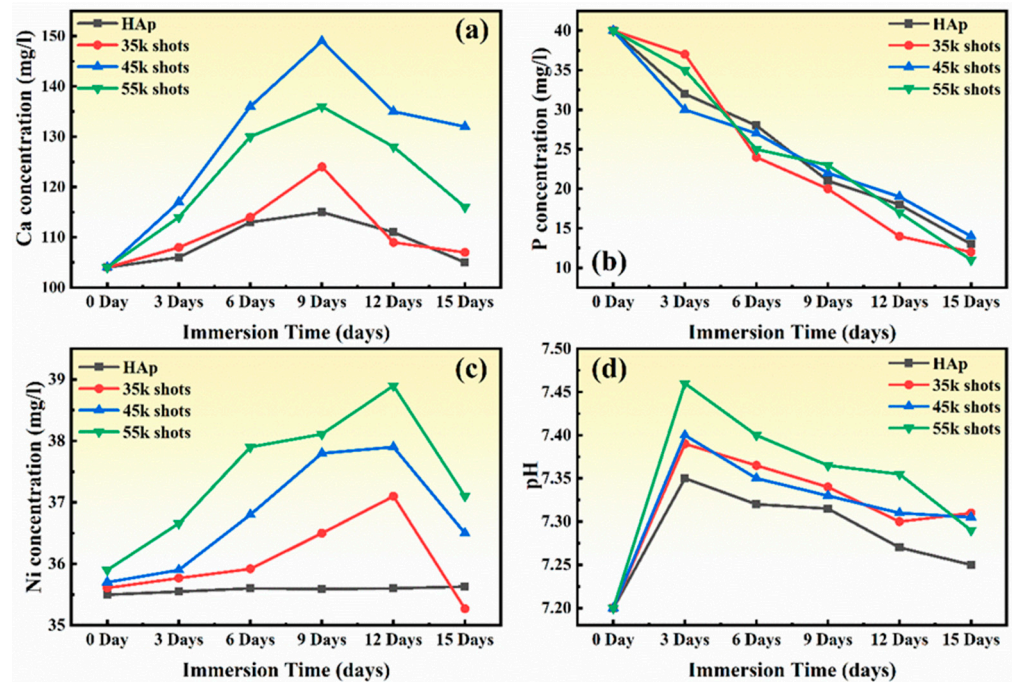 (a)
HAp
35k shots
45k shots
55k shots
Ca concentration (mg/l)
150
140
130
120
110
100
0 Day 3 Days 6 Days 9 Days 12 Days 15 Days
Immersion Time (days)
(b)
HAp
35k shots
45k shots
55k shots
P concentration (mg/l)
40
35
30
25
20
15
10
0 Day 3 Days 6 Days 9 Days 12 Days 15 Days
Immersion Time (days)
(c)
HAp
35k shots
45k shots
55k shots
Ni concentration (mg/l)
39
38
37
36
35
0 Day 3 Days 6 Days 9 Days 12 Days 15 Days
Immersion Time (days)
(d)
HAp
35k shots
45k shots
55k shots
pH
7.50
7.45
7.40
7.35
7.30
7.25
7.20
0 Day 3 Days 6 Days 9 Days 12 Days 15 Days
Immersion Time (days)